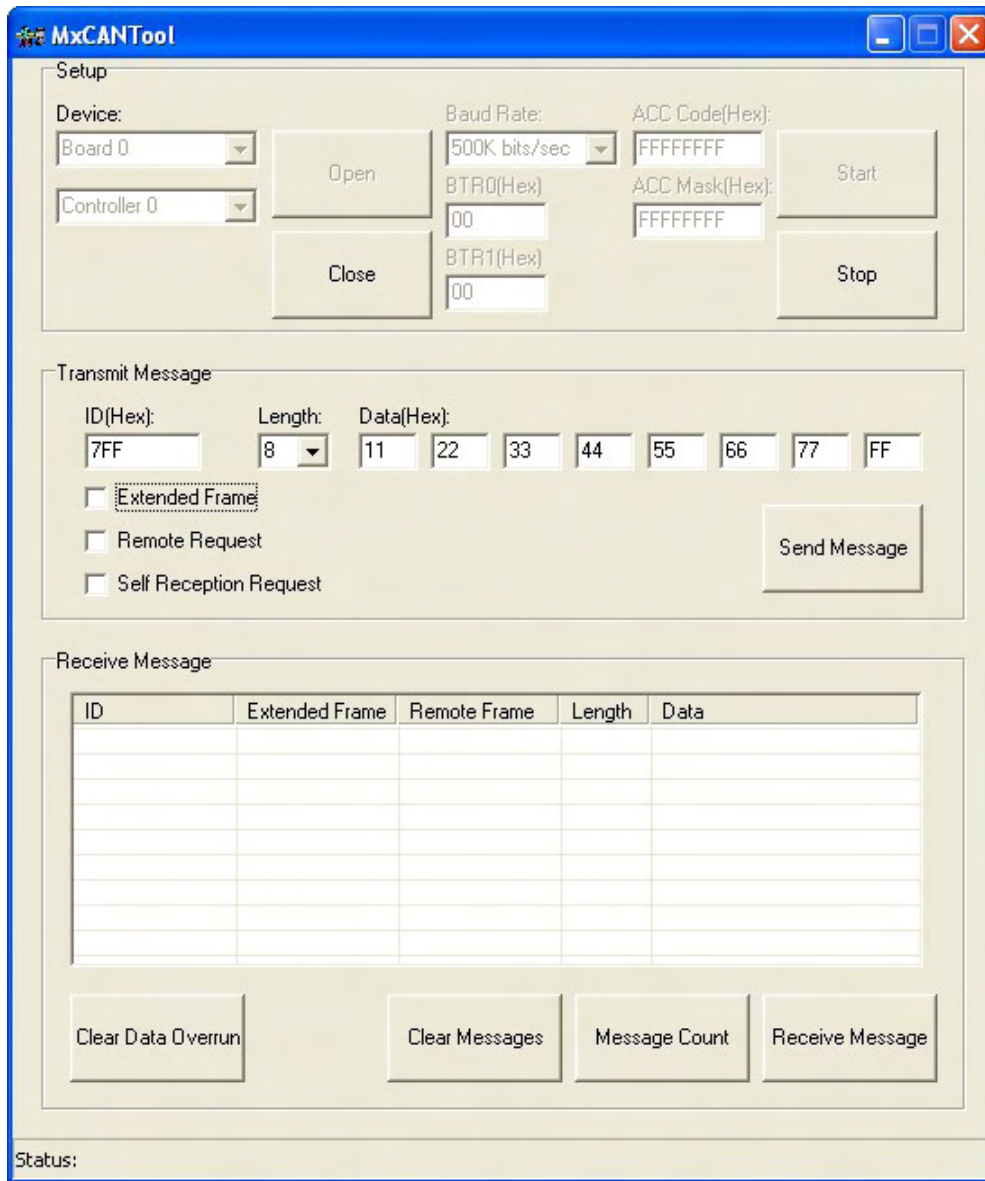 MxCANTool
Setup
Device:
Board 0
Controller 0
Open
Close
Baud Rate:
500K bits/sec
BTR0(Hex)
00
BTR1(Hex)
00
ACC Code(Hex):
FFFFFFFF
ACC Mask(Hex):
FFFFFFFF
Start
Stop
Transmit Message
ID(Hex): Length: Data(Hex):
7FF 8 11 22 33 44 55 66 77 FF
Extended Frame
Remote Request
Self Reception Request
Send Message
Receive Message
ID Extended Frame Remote Frame Length Data
Clear Data Overrun Clear Messages Message Count Receive Message
Status: